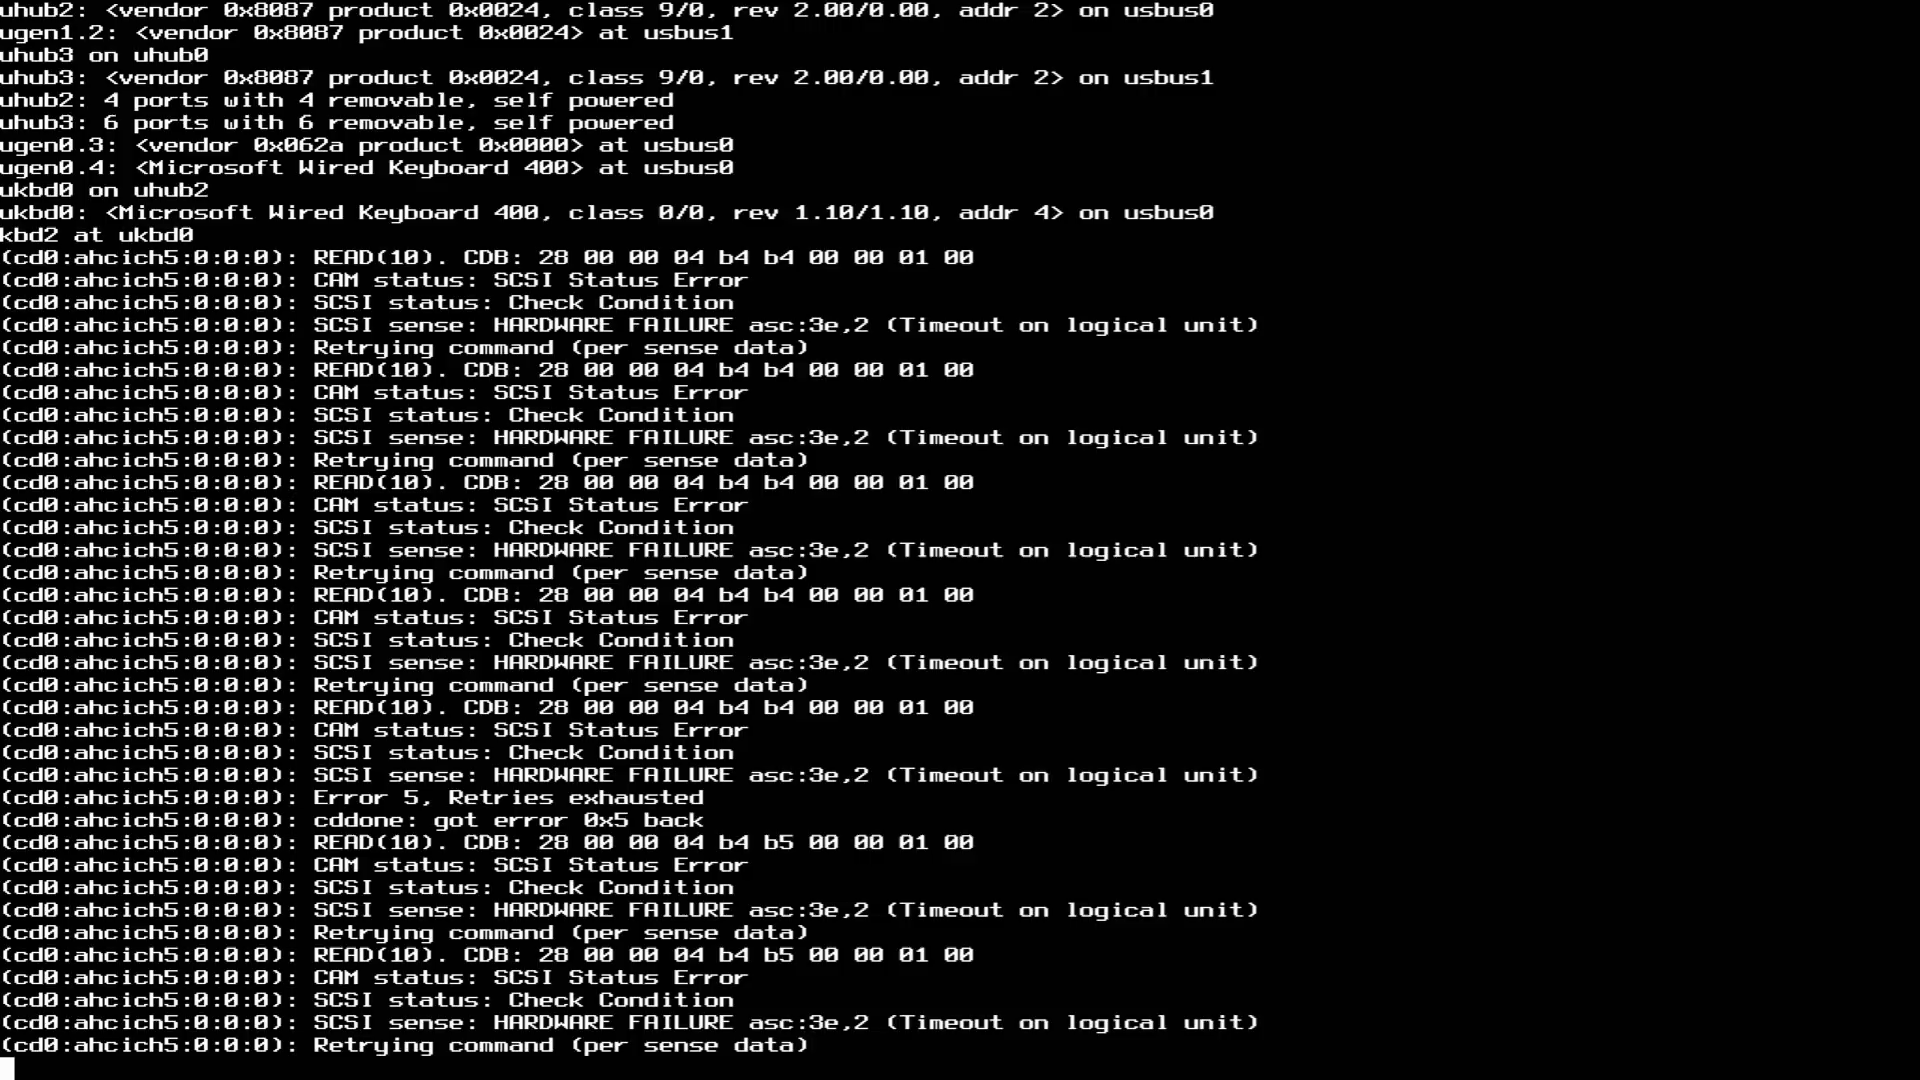 uhub2: <vendor 0x8087 product 0x0024, class 9/0, rev 2.00/0.00, addr 2> on usbus0
ugen1.2: <vendor 0x8087 product 0x0024> at usbus1
uhub3 on uhub0
uhub3: <vendor 0x8087 product 0x0024, class 9/0, rev 2.00/0.00, addr 2> on usbus1
uhub2: 4 ports with 4 removable, self powered
uhub3: 6 ports with 6 removable, self powered
ugen0.3: <vendor 0x062a product 0x0000> at usbus0
ugen0.4: <Microsoft Wired Keyboard 400> at usbus0
ukbd0 on uhub2
ukbd0: <Microsoft Wired Keyboard 400, class 0/0, rev 1.10/1.10, addr 4> on usbus0
kbd2 at ukbd0
(cd0:ahcich5:0:0:0): READ(10). CDB: 28 00 00 04 b4 b4 00 00 01 00
(cd0:ahcich5:0:0:0): CAM status: SCSI Status Error
(cd0:ahcich5:0:0:0): SCSI status: Check Condition
(cd0:ahcich5:0:0:0): SCSI sense: HARDWARE FAILURE asc:3e,2 (Timeout on logical unit)
(cd0:ahcich5:0:0:0): Retrying command (per sense data)
(cd0:ahcich5:0:0:0): READ(10). CDB: 28 00 00 04 b4 b4 00 00 01 00
(cd0:ahcich5:0:0:0): CAM status: SCSI Status Error
(cd0:ahcich5:0:0:0): SCSI status: Check Condition
(cd0:ahcich5:0:0:0): SCSI sense: HARDWARE FAILURE asc:3e,2 (Timeout on logical unit)
(cd0:ahcich5:0:0:0): Retrying command (per sense data)
(cd0:ahcich5:0:0:0): READ(10). CDB: 28 00 00 04 b4 b4 00 00 01 00
(cd0:ahcich5:0:0:0): CAM status: SCSI Status Error
(cd0:ahcich5:0:0:0): SCSI status: Check Condition
(cd0:ahcich5:0:0:0): SCSI sense: HARDWARE FAILURE asc:3e,2 (Timeout on logical unit)
(cd0:ahcich5:0:0:0): Retrying command (per sense data)
(cd0:ahcich5:0:0:0): READ(10). CDB: 28 00 00 04 b4 b4 00 00 01 00
(cd0:ahcich5:0:0:0): CAM status: SCSI Status Error
(cd0:ahcich5:0:0:0): SCSI status: Check Condition
(cd0:ahcich5:0:0:0): SCSI sense: HARDWARE FAILURE asc:3e,2 (Timeout on logical unit)
(cd0:ahcich5:0:0:0): Retrying command (per sense data)
(cd0:ahcich5:0:0:0): READ(10). CDB: 28 00 00 04 b4 b4 00 00 01 00
(cd0:ahcich5:0:0:0): CAM status: SCSI Status Error
(cd0:ahcich5:0:0:0): SCSI status: Check Condition
(cd0:ahcich5:0:0:0): SCSI sense: HARDWARE FAILURE asc:3e,2 (Timeout on logical unit)
(cd0:ahcich5:0:0:0): Error 5, Retries exhausted
(cd0:ahcich5:0:0:0): cddone: got error 0x5 back
(cd0:ahcich5:0:0:0): READ(10). CDB: 28 00 00 04 b4 b5 00 00 01 00
(cd0:ahcich5:0:0:0): CAM status: SCSI Status Error
(cd0:ahcich5:0:0:0): SCSI status: Check Condition
(cd0:ahcich5:0:0:0): SCSI sense: HARDWARE FAILURE asc:3e,2 (Timeout on logical unit)
(cd0:ahcich5:0:0:0): Retrying command (per sense data)
(cd0:ahcich5:0:0:0): READ(10). CDB: 28 00 00 04 b4 b5 00 00 01 00
(cd0:ahcich5:0:0:0): CAM status: SCSI Status Error
(cd0:ahcich5:0:0:0): SCSI status: Check Condition
(cd0:ahcich5:0:0:0): SCSI sense: HARDWARE FAILURE asc:3e,2 (Timeout on logical unit)
(cd0:ahcich5:0:0:0): Retrying command (per sense data)